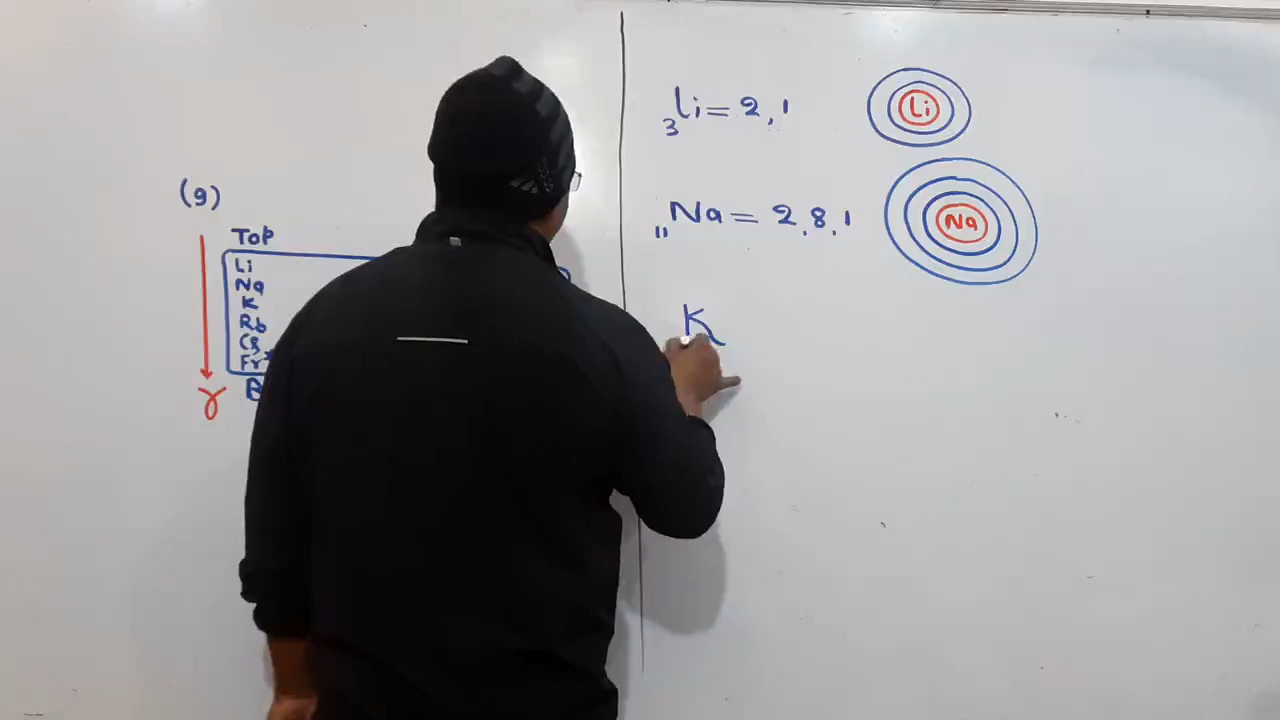 (9)
Top
Li
Na
K
Rb
Cs
Fr*
γ
₃Li = 2,1
Li
₁₁Na = 2,8,1
Na
K